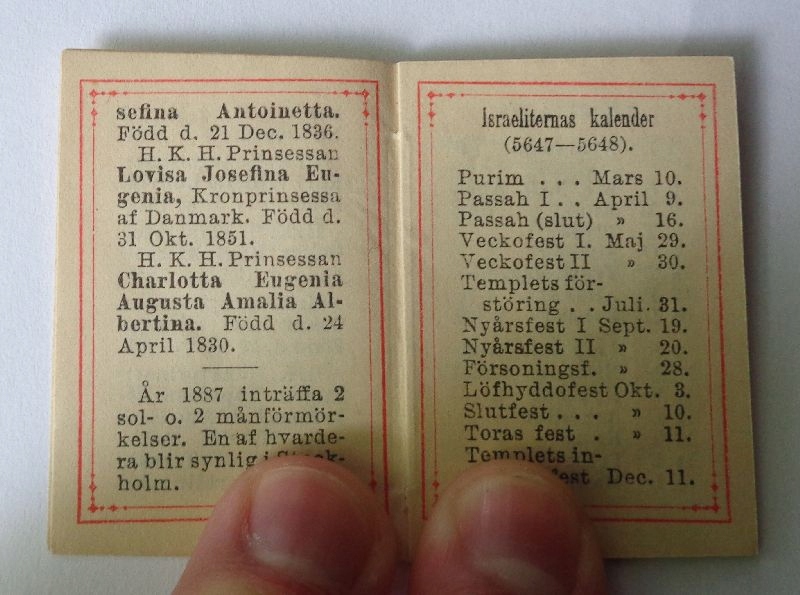 sefina Antoinetta.
Född d. 21 Dec. 1836.
H. K. H. Prinsessan
Lovisa Josefina Eu-
genia, Kronprinsessa
af Danmark. Född d.
31 Okt. 1851.
H. K. H. Prinsessan
Charlotta Eugenia
Augusta Amalia Al-
bertina. Född d. 24
April 1830.
År 1887 inträffa 2
sol- o. 2 månförmör-
kelser. En af hvarde-
ra blir synlig i Stock-
holm.
Israeliternas kalender
(5647—5648).
Purim . . . Mars 10.
Passah I . . April 9.
Passah (slut) » 16.
Veckofest I. Maj 29.
Veckofest II » 30.
Templets för-
störing . . Juli. 31.
Nyårsfest I Sept. 19.
Nyårsfest II » 20.
Försoningsf. » 28.
Löfhyddofest Okt. 3.
Slutfest . . . » 10.
Toras fest . » 11.
Templets in-
fest Dec. 11.